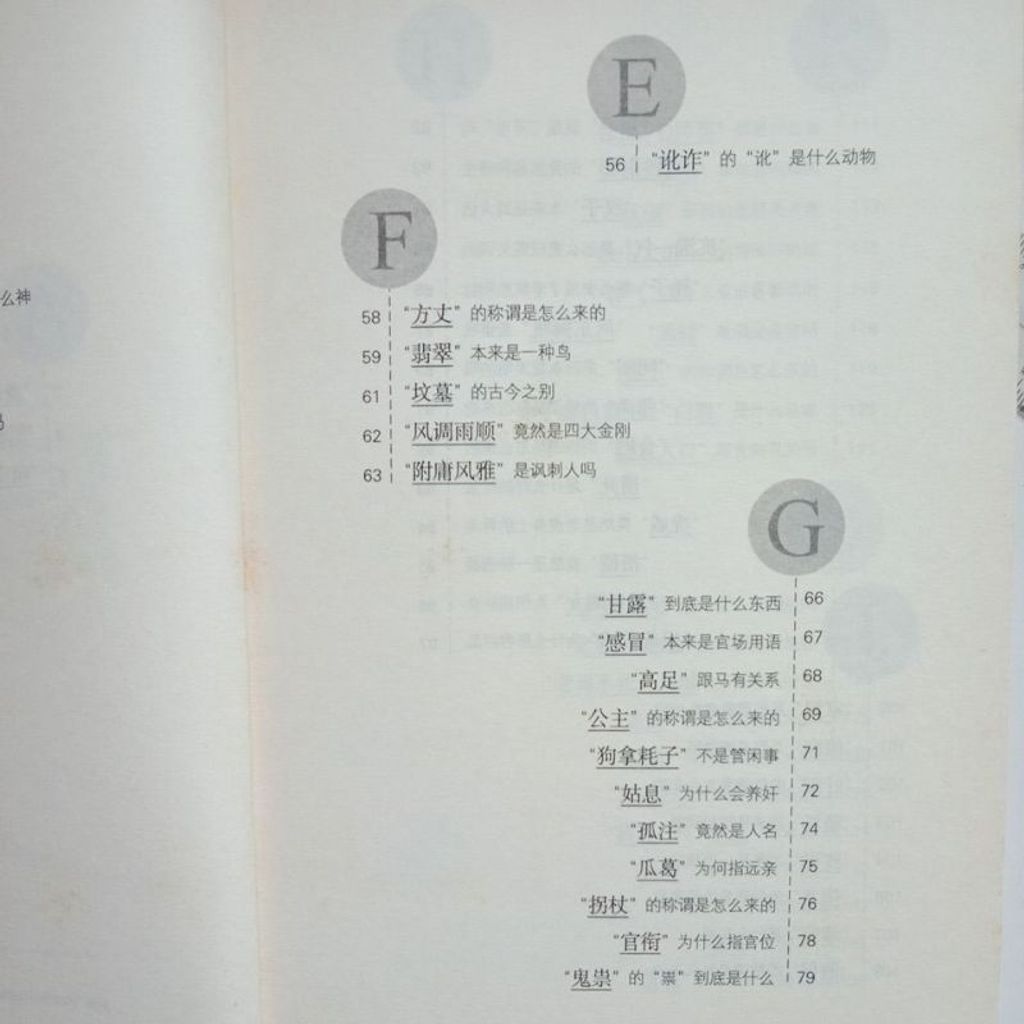 么神
E
56 “讹诈”的“讹”是什么动物
F
58 “方丈”的称谓是怎么来的
59 “翡翠”本来是一种鸟
61 “坟墓”的古今之别
62 “风调雨顺”竟然是四大金刚
63 “附庸风雅”是讽刺人吗
G
“甘露”到底是什么东西 66
“感冒”本来是官场用语 67
“高足”跟马有关系 68
“公主”的称谓是怎么来的 69
“狗拿耗子”不是管闲事 71
“姑息”为什么会养奸 72
“孤注”竟然是人名 74
“瓜葛”为何指远亲 75
“拐杖”的称谓是怎么来的 76
“官衔”为什么指官位 78
“鬼祟”的“祟”到底是什么 79